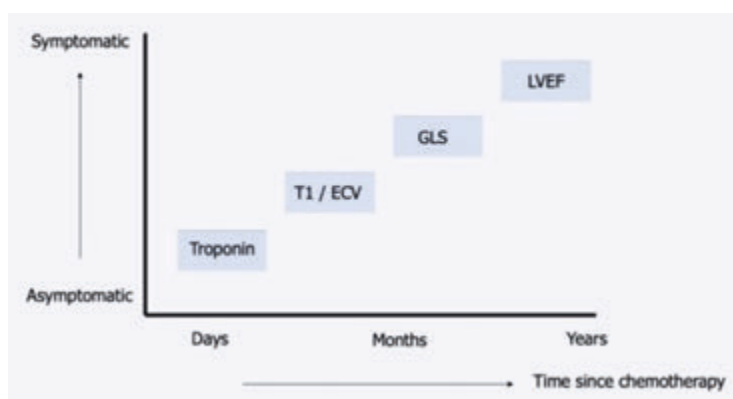 Symptomatic
LVEF
GLS
T1 / ECV
Troponin
Asymptomatic
Days Months Years
Time since chemotherapy